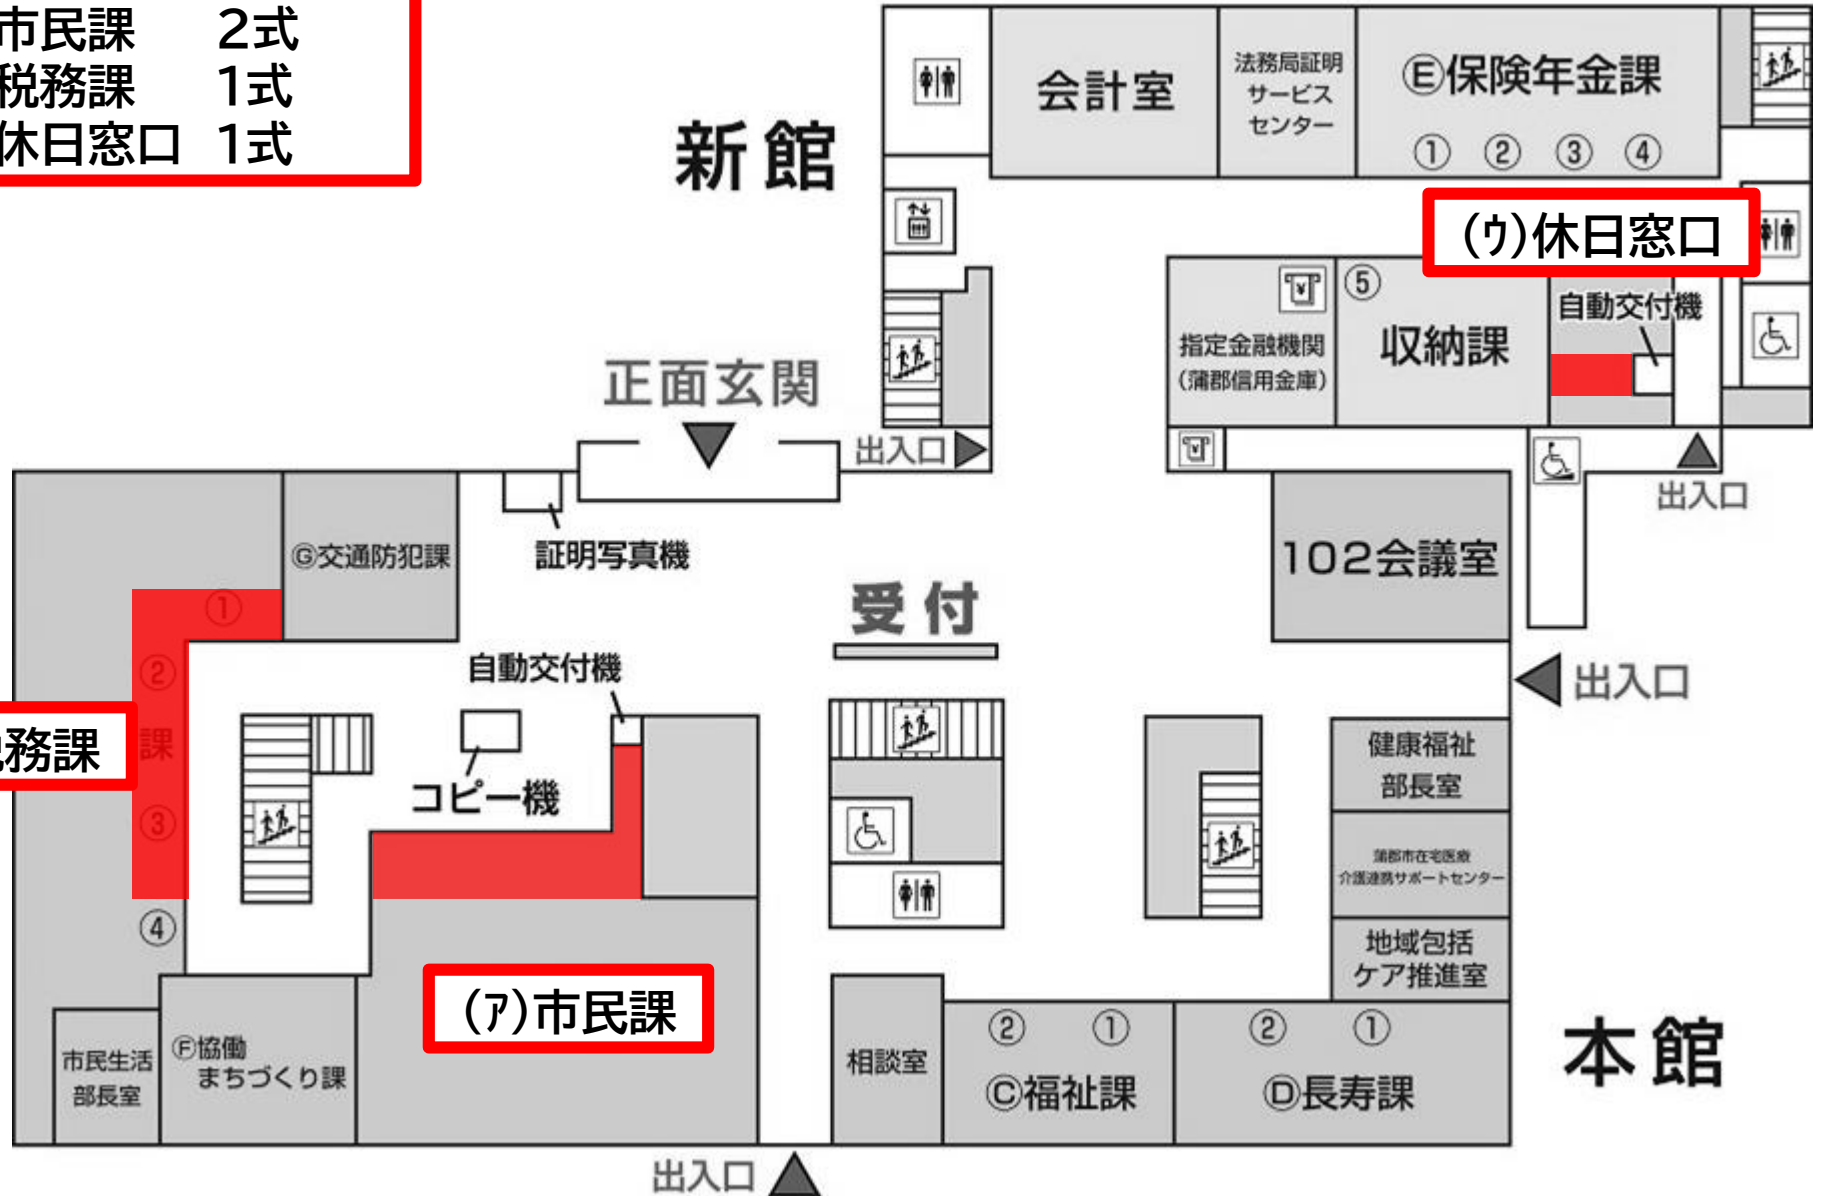 市民課 2式
税務課 1式
休日窓口 1式
新館
会計室
法務局証明
サービス
センター
Ⓔ保険年金課
① ② ③ ④
(ｳ)休日窓口
⑤
自動交付機
指定金融機関
(蒲郡信用金庫)
収納課
正面玄関
出入口
出入口
Ⓖ交通防犯課
証明写真機
102会議室
受付
①
②
自動交付機
出入口
務課
課
コピー機
③
④
健康福祉
部長室
蒲郡市在宅医療
介護連携サポートセンター
地域包括
ケア推進室
(ｱ)市民課
市民生活
部長室
Ⓕ協働
まちづくり課
相談室
② ①
Ⓒ福祉課
② ①
Ⓓ長寿課
本館
出入口